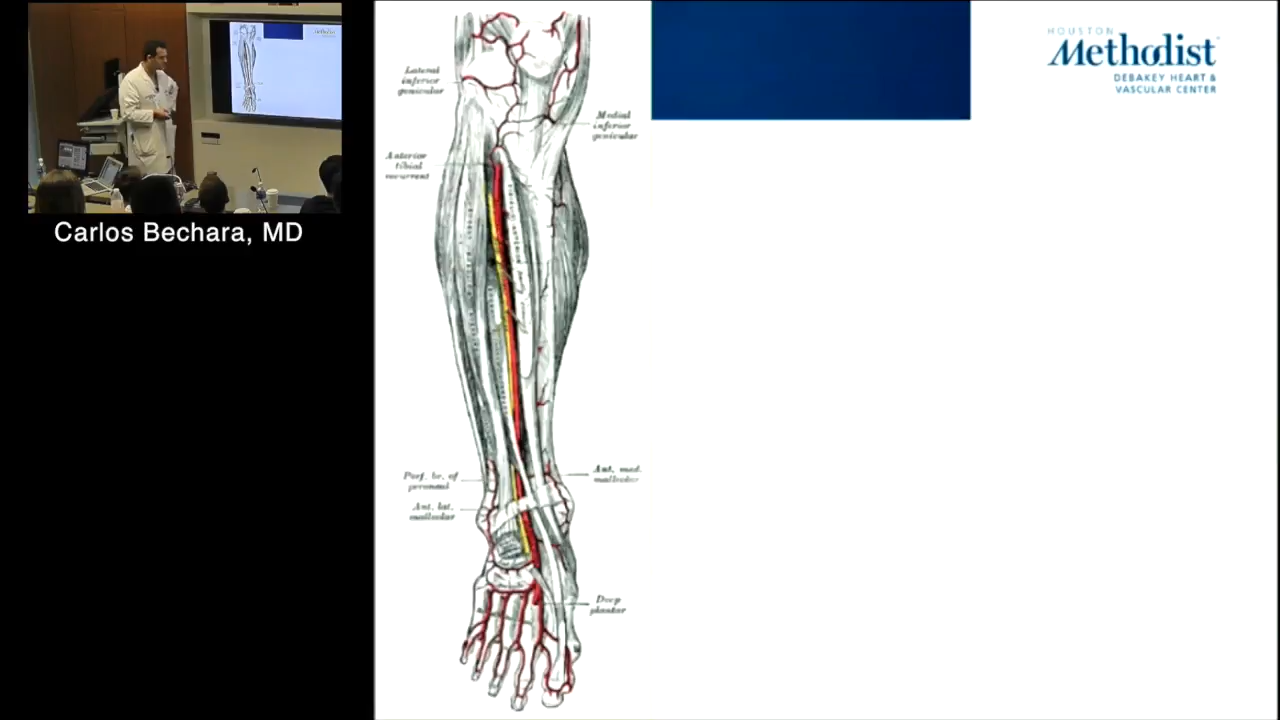 Carlos Bechara, MD
Lateral
inferior
genicular
Medial
inferior
genicular
Anterior
tibial
recurrent
Perf. br. of
peroneal
Ant. lat.
malleolar
Ant. med.
malleolar
Deep
plantar
HOUSTON
Methodist
DEBAKEY HEART &
VASCULAR CENTER